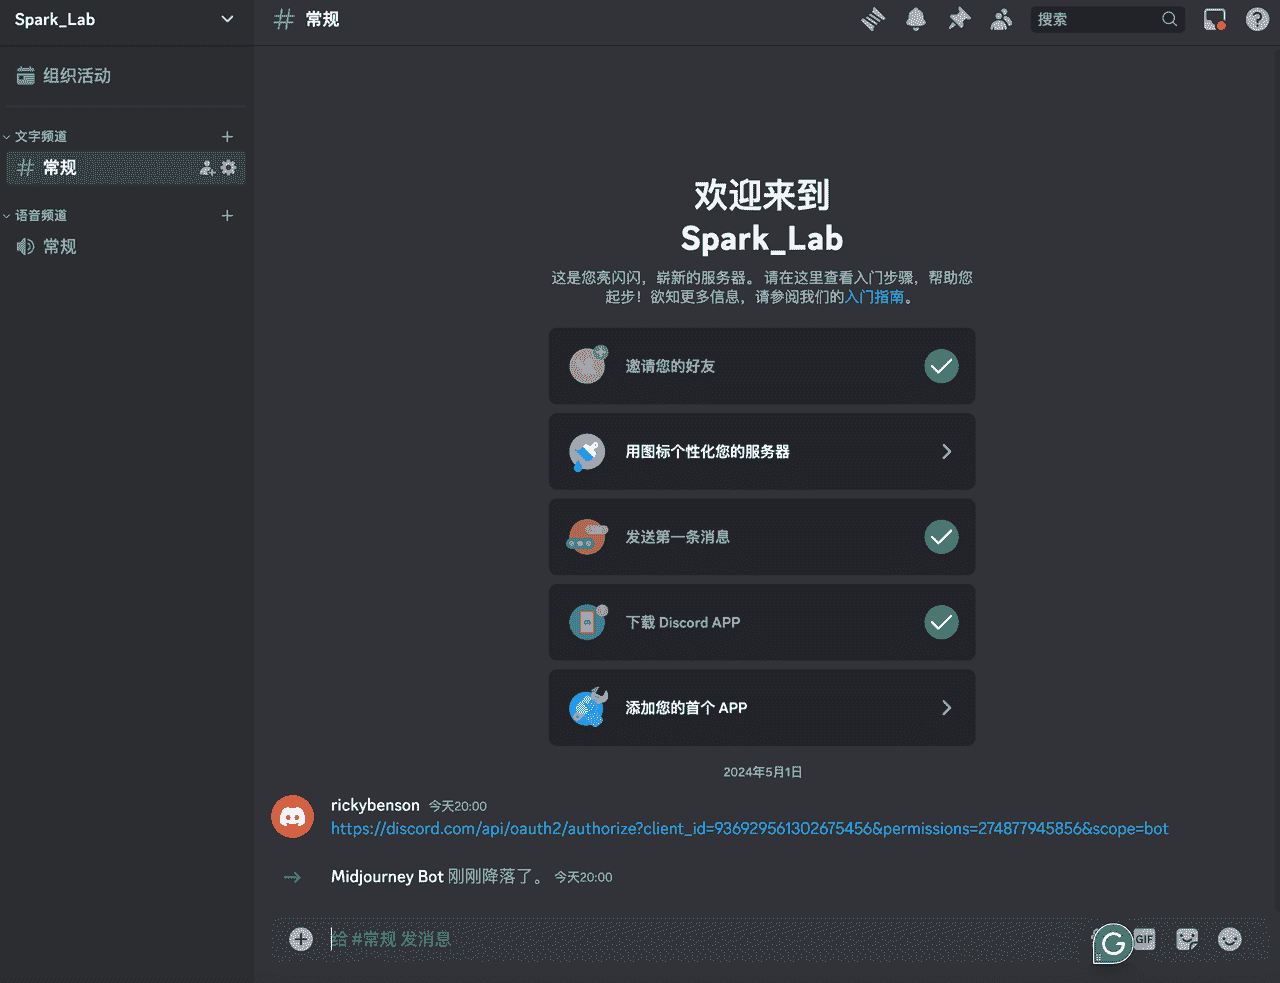 Spark_Lab
常规
搜索
组织活动
文字频道
常规
语音频道
常规
欢迎来到
Spark_Lab
这是您亮闪闪，崭新的服务器。请在这里查看入门步骤，帮助您
起步！欲知更多信息，请参阅我们的入门指南。
邀请您的好友
用图标个性化您的服务器
发送第一条消息
下载 Discord APP
添加您的首个 APP
2024年5月1日
rickybenson 今天20:00
https://discord.com/api/oauth2/authorize?client_id=936929561302675456&permissions=274877945856&scope=bot
Midjourney Bot 刚刚降落了。 今天20:00
给 #常规 发消息
GIF